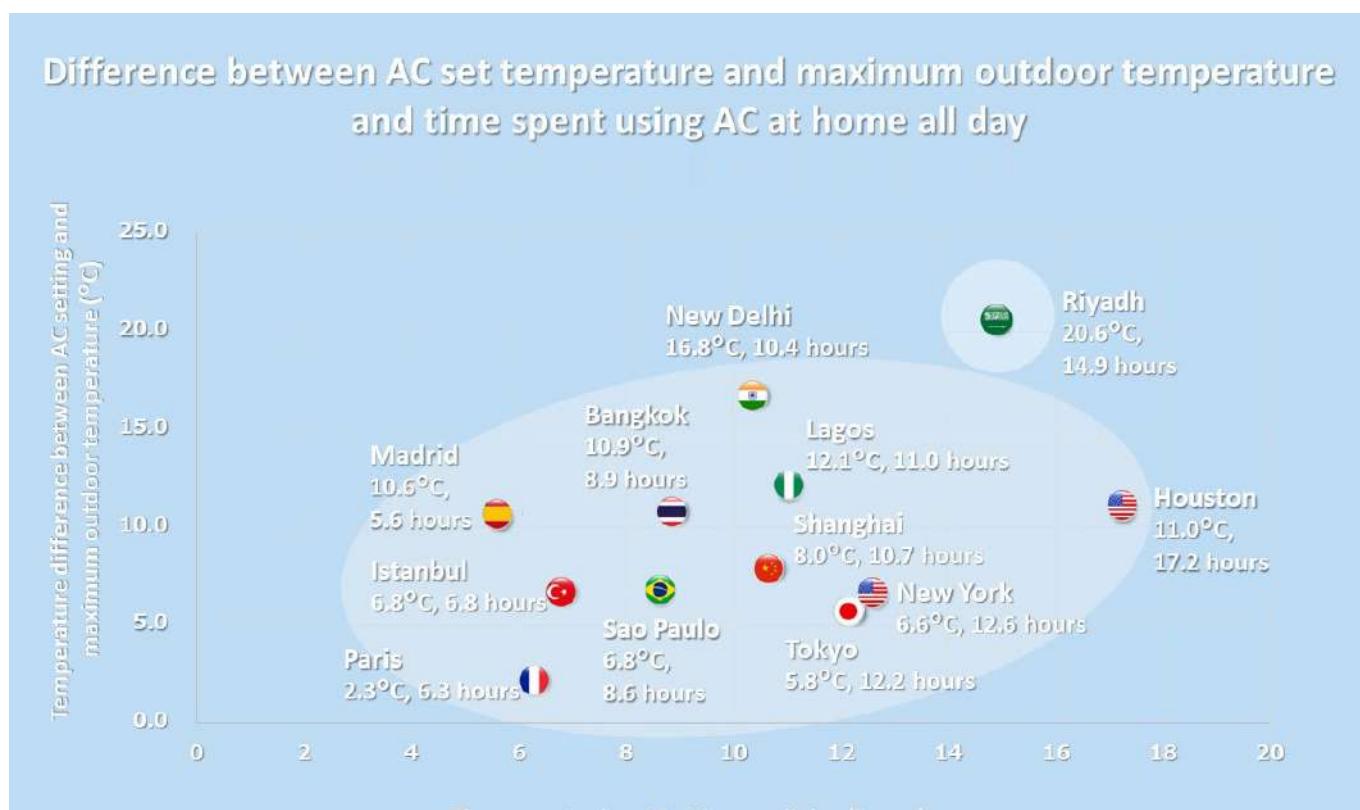 Difference between AC set temperature and maximum outdoor temperature
and time spent using AC at home all day
Temperature difference between AC setting and
maximum outdoor temperature (°C)
25.0
20.0
15.0
10.0
5.0
0.0
Riyadh
20.6°C,
14.9 hours
New Delhi
16.8°C, 10.4 hours
Bangkok
10.9°C,
8.9 hours
Lagos
12.1°C, 11.0 hours
Madrid
10.6°C,
5.6 hours
Houston
11.0°C,
17.2 hours
Shanghai
8.0°C, 10.7 hours
Istanbul
6.8°C, 6.8 hours
New York
6.6°C, 12.6 hours
Sao Paulo
6.8°C,
8.6 hours
Tokyo
5.8°C, 12.2 hours
Paris
2.3°C, 6.3 hours
0 2 4 6 8 10 12 14 16 18 20